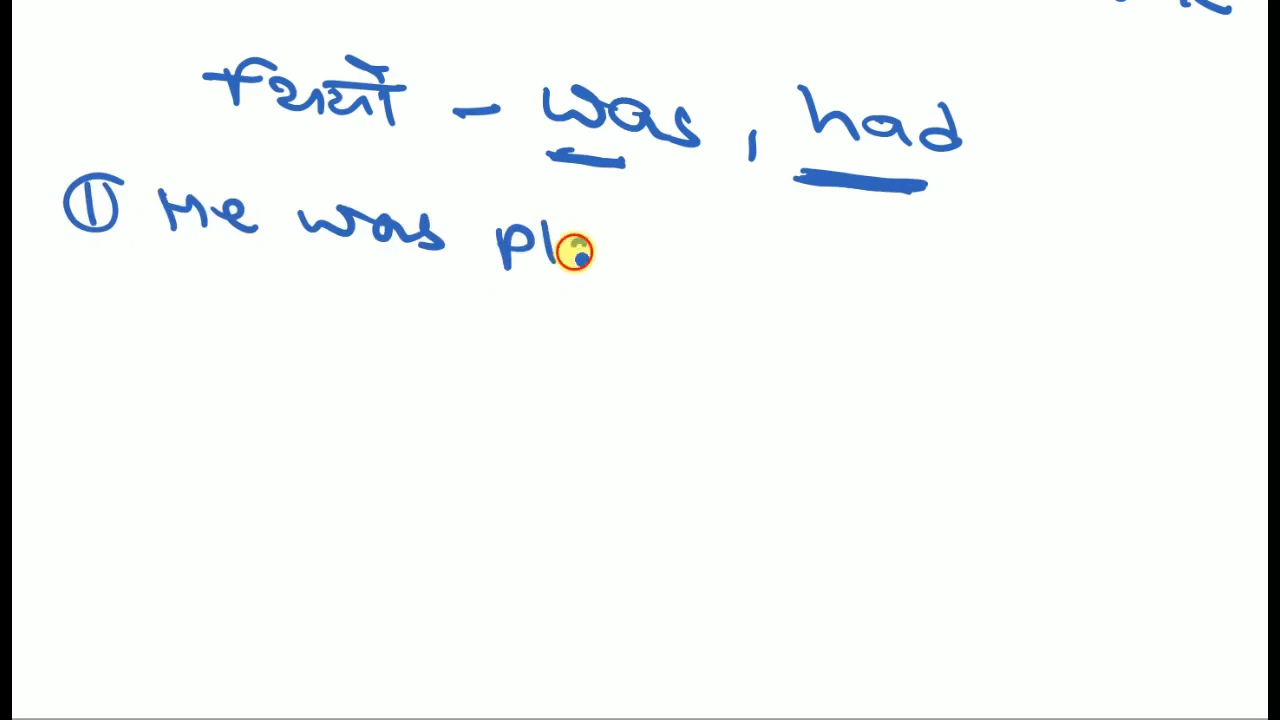 - was, had
① He was pl